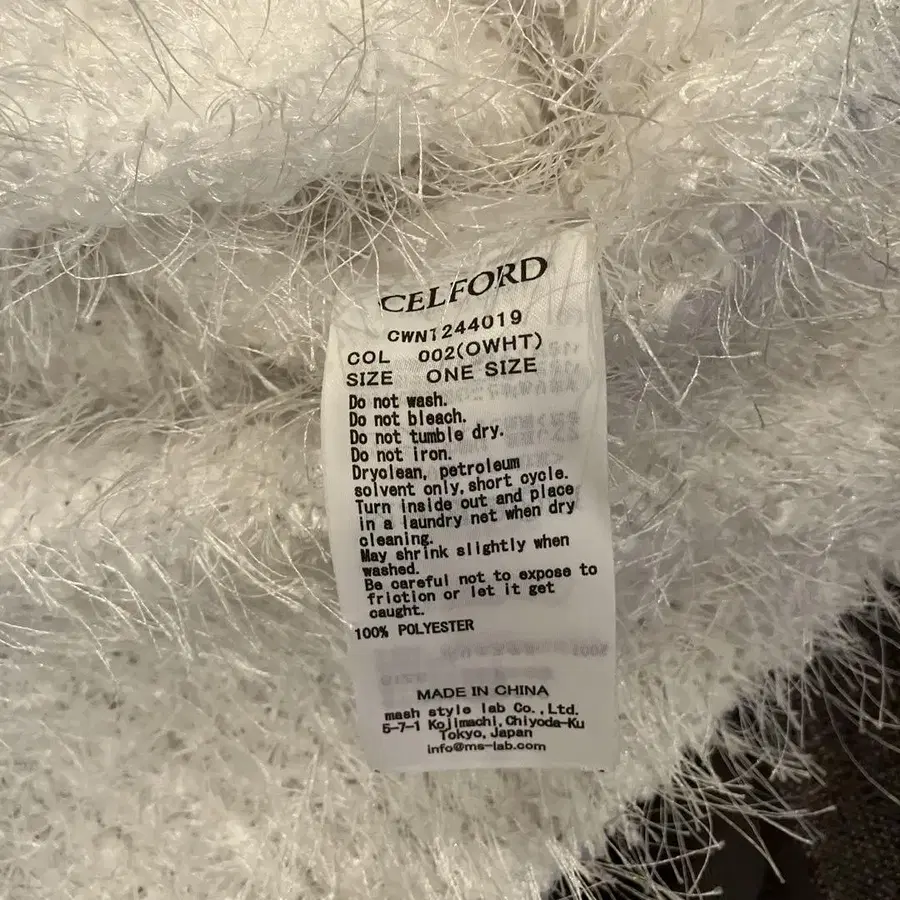 CELFORD
CWNT244019
COL 002(OWHT)
SIZE ONE SIZE
Do not wash.
Do not bleach.
Do not tumble dry.
Do not iron.
Dryclean, petroleum
solvent only, short cycle.
Turn inside out and place
in a laundry net when dry
cleaning.
May shrink slightly when
washed.
Be careful not to expose to
friction or let it get
caught.
100% POLYESTER
MADE IN CHINA
mash style lab Co.,Ltd.
5-7-1 Kojimachi,Chiyoda-Ku
Tokyo,Japan
info@ms-lab.com